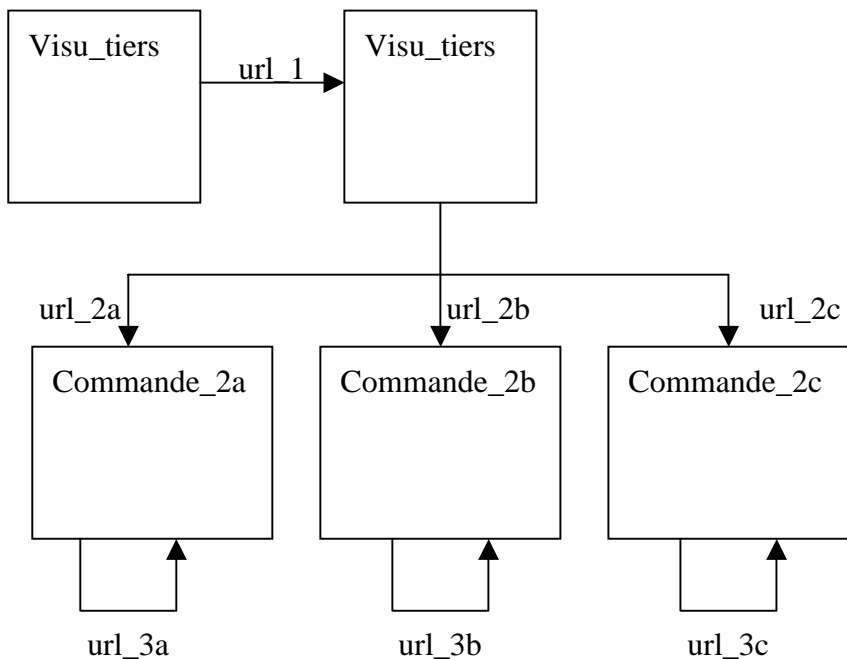 Visu_tiers
url_1
Visu_tiers
url_2a
url_2b
url_2c
Commande_2a
Commande_2b
Commande_2c
url_3a
url_3b
url_3c